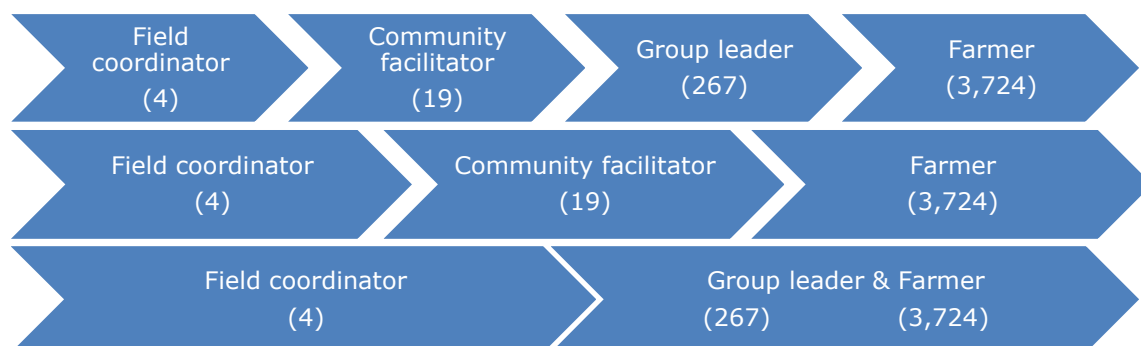 Field
coordinator
(4)
Community
facilitator
(19)
Group leader
(267)
Farmer
(3,724)
Field coordinator
(4)
Community facilitator
(19)
Farmer
(3,724)
Field coordinator
(4)
Group leader & Farmer
(267) (3,724)